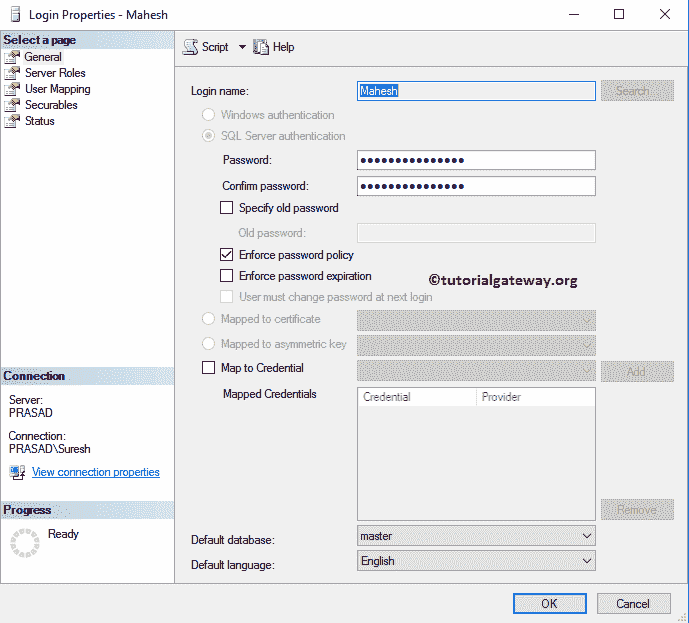 Login Properties - Mahesh
Select a page
General
Server Roles
User Mapping
Securables
Status
Script Help
Login name: Mahesh Search
Windows authentication
SQL Server authentication
Password: ●●●●●●●●●●●●●●●
Confirm password: ●●●●●●●●●●●●●●●
Specify old password
Old password:
Enforce password policy
Enforce password expiration
©tutorialgateway.org
User must change password at next login
Mapped to certificate
Mapped to asymmetric key
Map to Credential Add
Mapped Credentials Credential Provider
Remove
Default database: master
Default language: English
Connection
Server:
PRASAD
Connection:
PRASAD\Suresh
View connection properties
Progress
Ready
OK Cancel